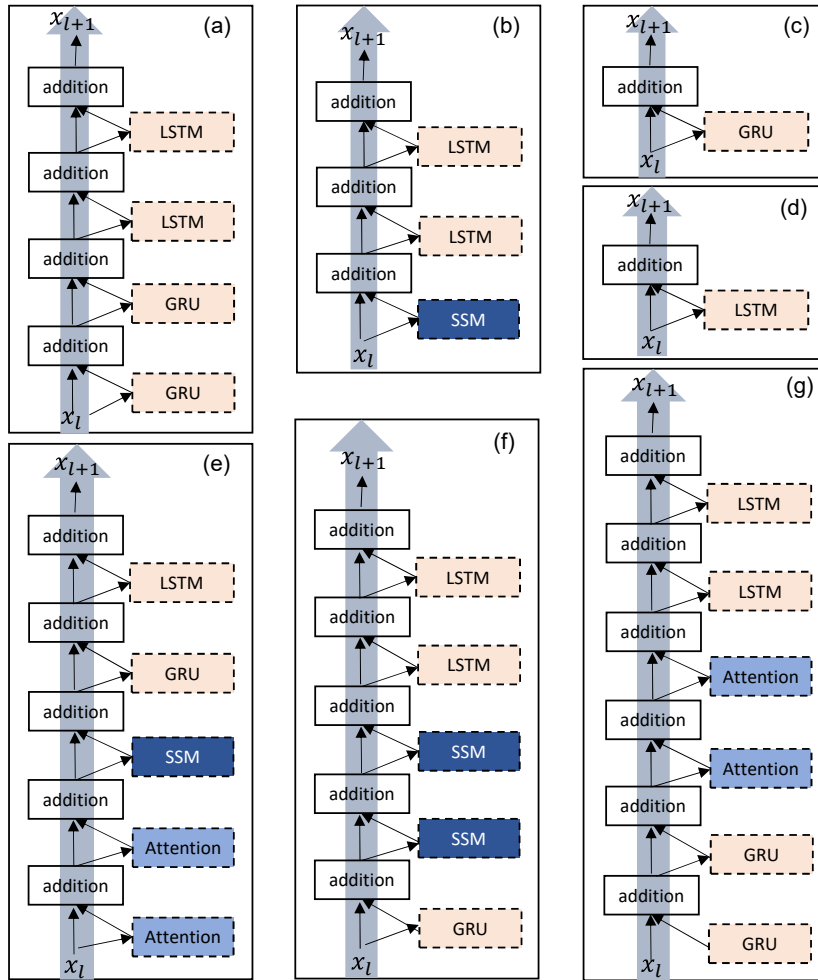 (a)
x_{l+1}
addition
LSTM
addition
LSTM
addition
GRU
addition
GRU
x_l
(b)
x_{l+1}
addition
LSTM
addition
LSTM
addition
SSM
x_l
(c)
x_{l+1}
addition
GRU
x_l
(d)
x_{l+1}
addition
LSTM
x_l
(e)
x_{l+1}
addition
LSTM
addition
GRU
addition
SSM
addition
Attention
addition
Attention
x_l
(f)
x_{l+1}
addition
LSTM
addition
LSTM
addition
SSM
addition
SSM
addition
GRU
x_l
(g)
x_{l+1}
addition
LSTM
addition
LSTM
addition
Attention
addition
Attention
addition
GRU
addition
GRU
x_l